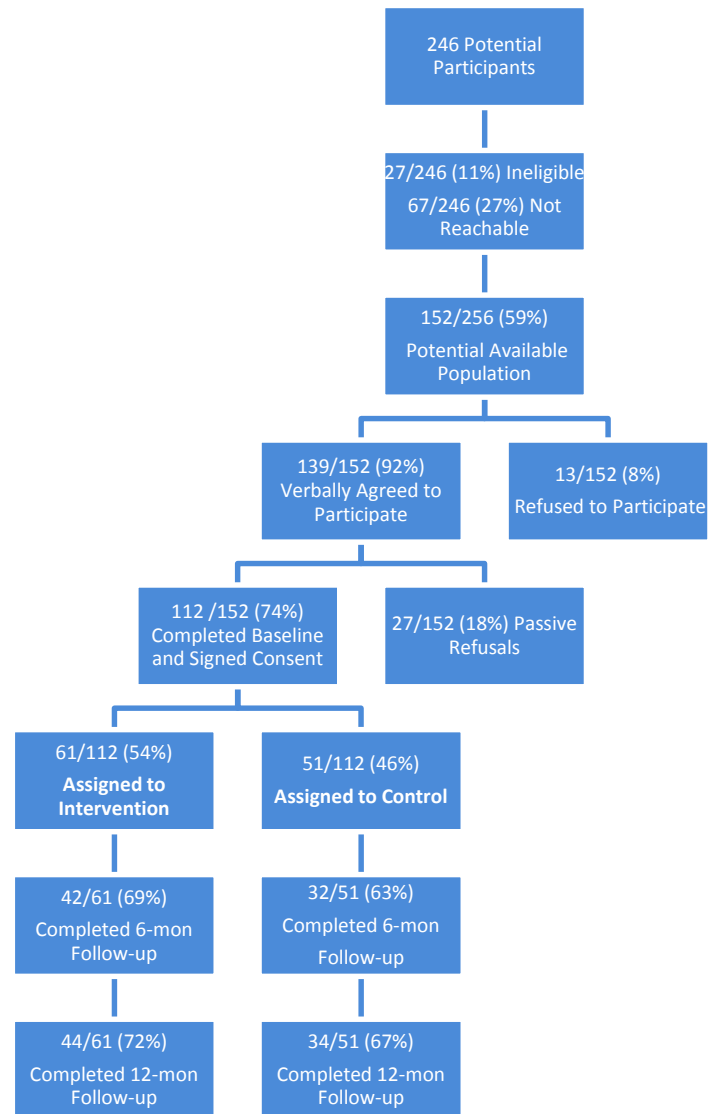 246 Potential
Participants
27/246 (11%) Ineligible
67/246 (27%) Not
Reachable
152/256 (59%)
Potential Available
Population
139/152 (92%)
Verbally Agreed to
Participate
13/152 (8%)
Refused to Participate
112 /152 (74%)
Completed Baseline
and Signed Consent
27/152 (18%) Passive
Refusals
61/112 (54%)
Assigned to
Intervention
51/112 (46%)
Assigned to Control
42/61 (69%)
Completed 6-mon
Follow-up
32/51 (63%)
Completed 6-mon
Follow-up
44/61 (72%)
Completed 12-mon
Follow-up
34/51 (67%)
Completed 12-mon
Follow-up